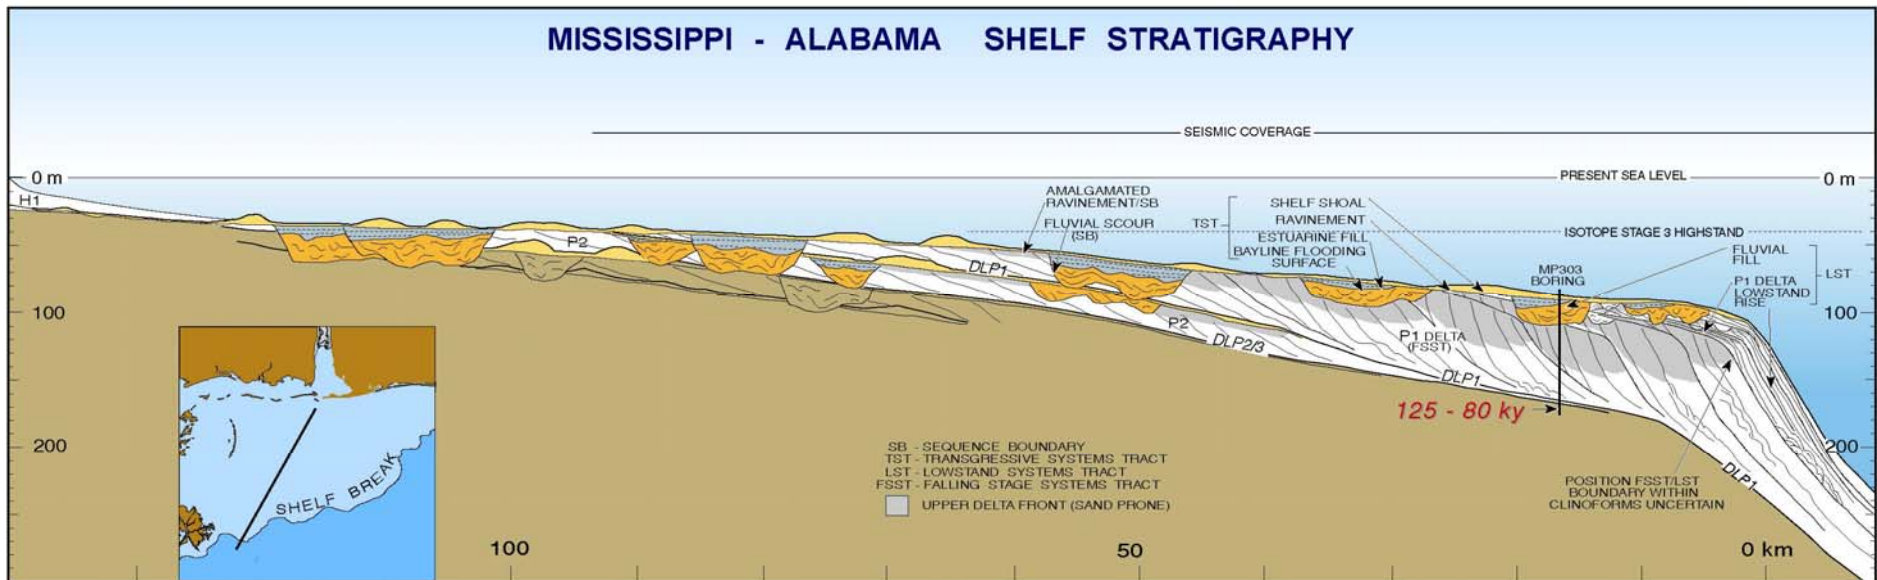 MISSISSIPPI - ALABAMA SHELF STRATIGRAPHY
SEISMIC COVERAGE
0 m
PRESENT SEA LEVEL
0 m
H1
AMALGAMATED
RAVINEMENT/SB
FLUVIAL SCOUR
(SB)
TST
SHELF SHOAL
RAVINEMENT
ESTUARINE FILL
BAYLINE FLOODING
SURFACE
ISOTOPE STAGE 3 HIGHSTAND
FLUVIAL
FILL
LST
MP303
BORING
P1 DELTA
LOWSTAND
RISE
P2
DLP1
100
100
P2
DLP2/3
P1 DELTA
(FSST)
DLP1
125 - 80 ky
200
200
DLP1
SB - SEQUENCE BOUNDARY
TST - TRANSGRESSIVE SYSTEMS TRACT
LST - LOWSTAND SYSTEMS TRACT
FSST - FALLING STAGE SYSTEMS TRACT
UPPER DELTA FRONT (SAND PRONE)
POSITION FSST/LST
BOUNDARY WITHIN
CLINOFORMS UNCERTAIN
SHELF BREAK
100
50
0 km